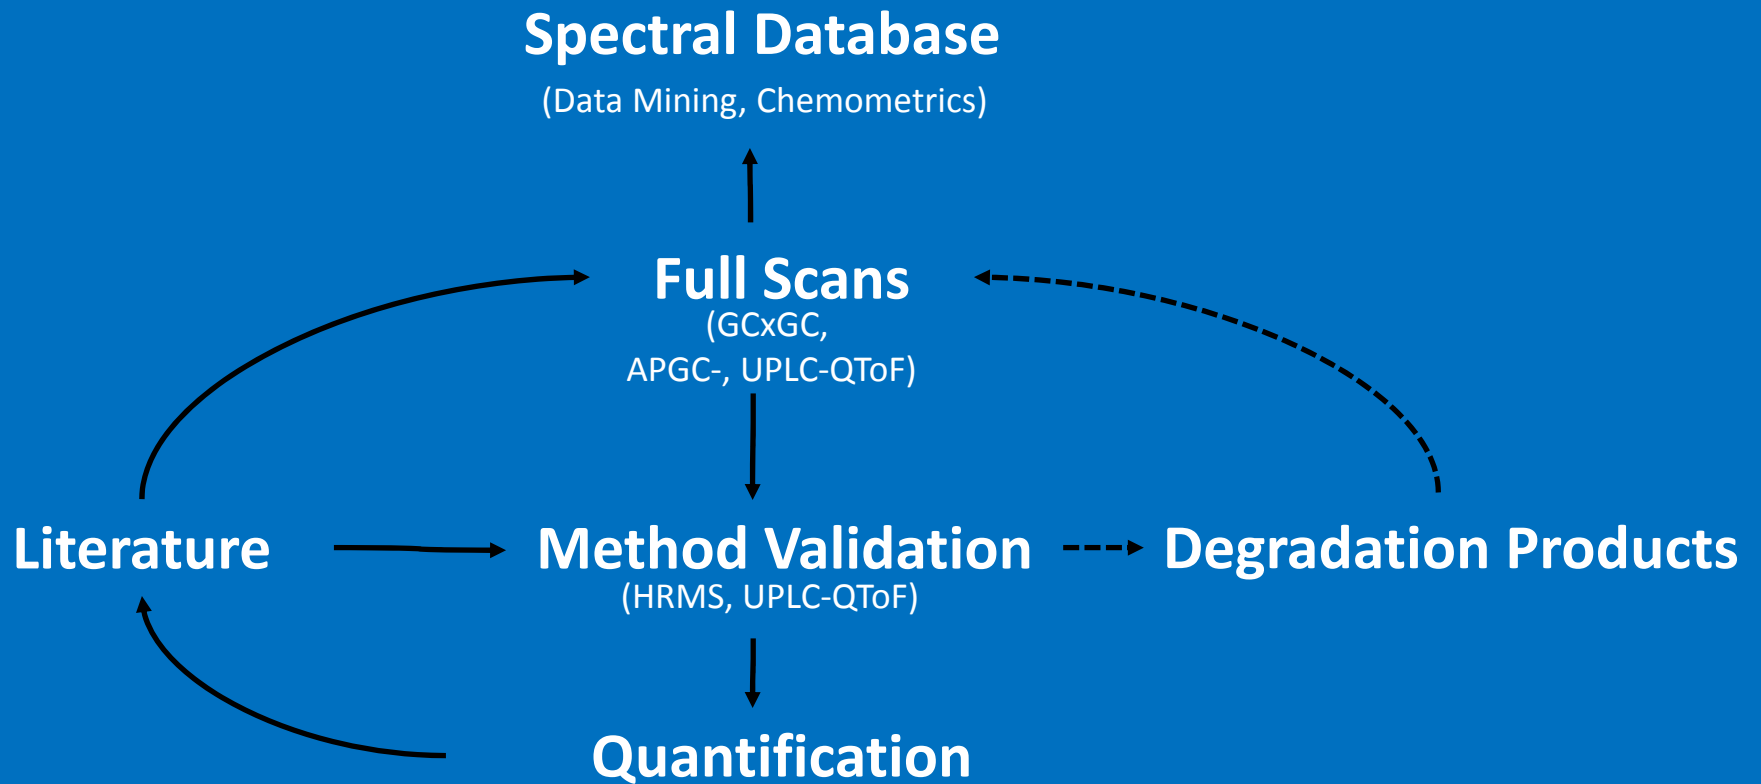 Spectral Database
(Data Mining, Chemometrics)
Full Scans
(GCxGC,
APGC-, UPLC-QToF)
Literature
Method Validation
Degradation Products
(HRMS, UPLC-QToF)
Quantification